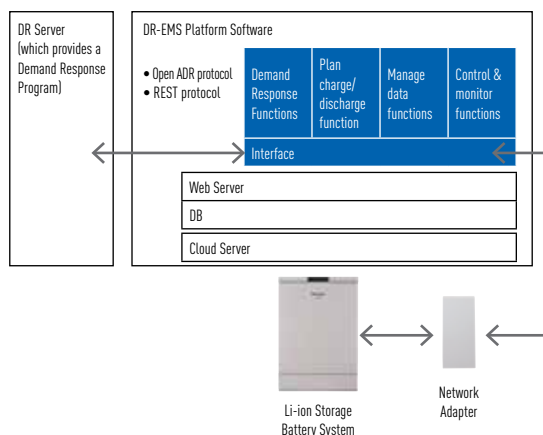 DR Server
(which provides a
Demand Response
Program)
DR-EMS Platform Software
• Open ADR protocol
• REST protocol
Demand
Response
Functions
Plan
charge/
discharge
function
Manage
data
functions
Control &
monitor
functions
Interface
Web Server
DB
Cloud Server
Li-ion Storage
Battery System
Network
Adapter